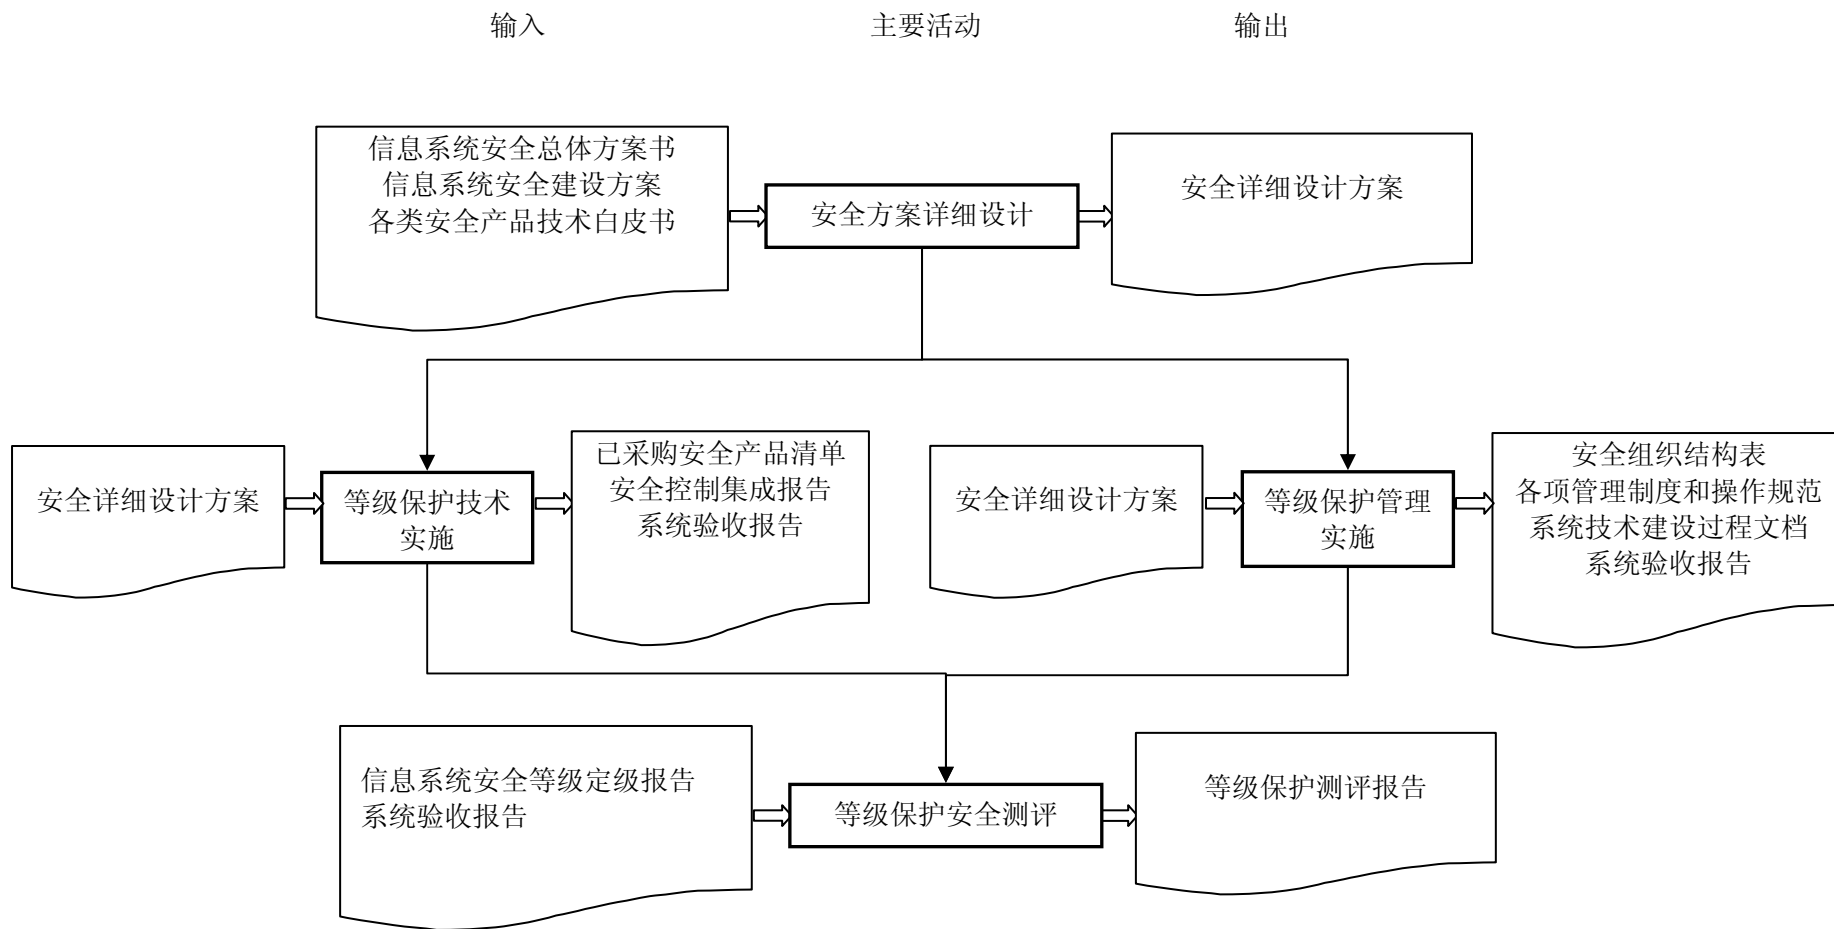 输入
主要活动
输出
信息系统安全总体方案书
信息系统安全建设方案
各类安全产品技术白皮书
安全方案详细设计
安全详细设计方案
安全详细设计方案
等级保护技术
实施
已采购安全产品清单
安全控制集成报告
系统验收报告
安全详细设计方案
等级保护管理
实施
安全组织结构表
各项管理制度和操作规范
系统技术建设过程文档
系统验收报告
信息系统安全等级定级报告
系统验收报告
等级保护安全测评
等级保护测评报告